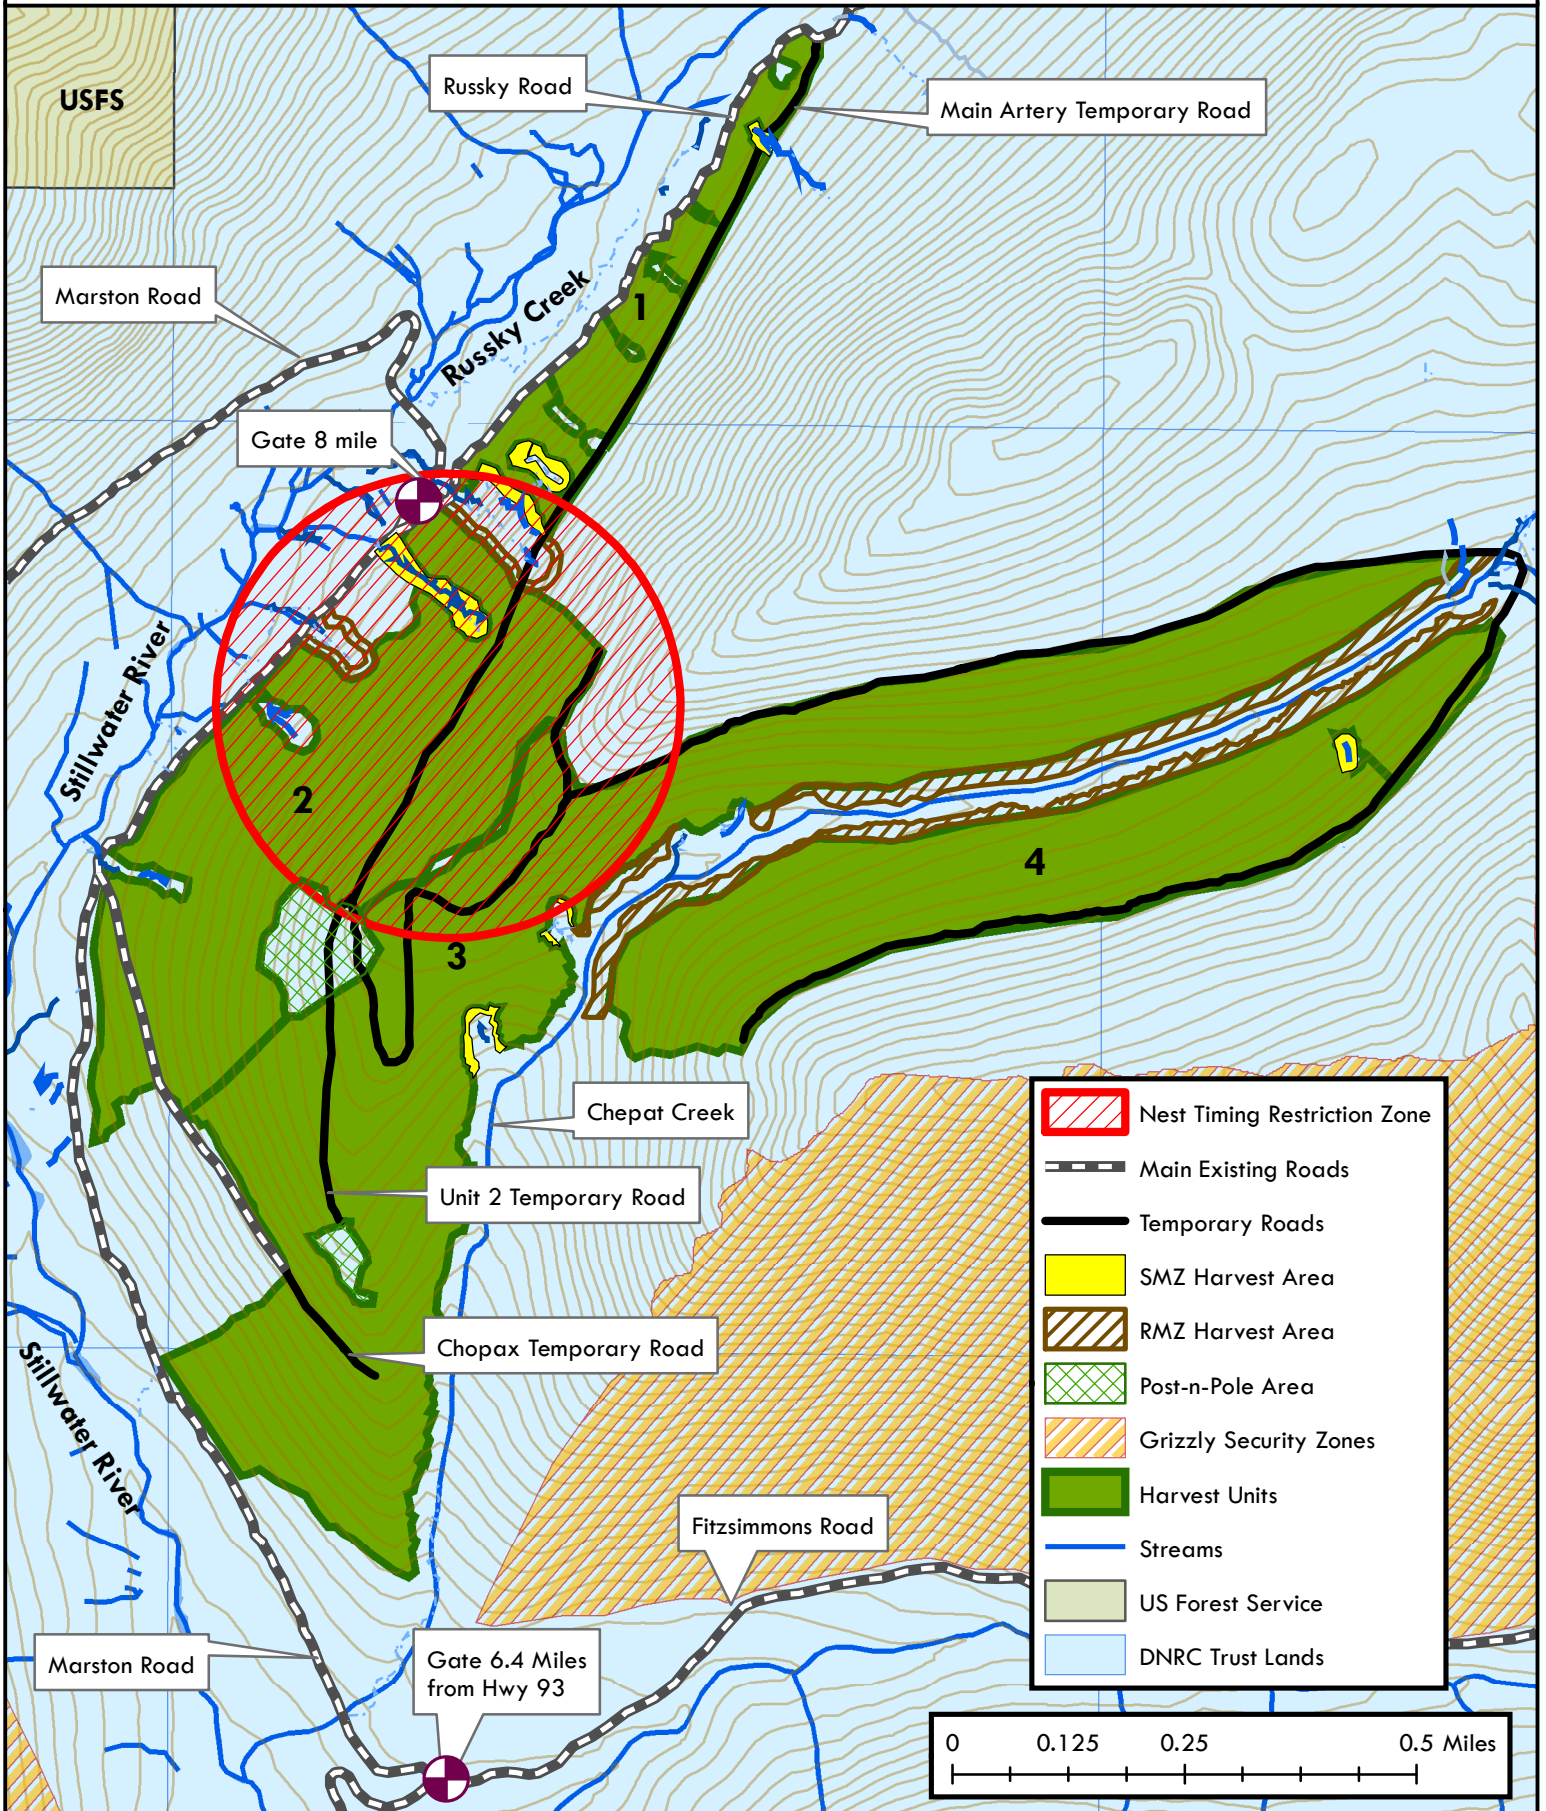 USFS
Russky Road
Main Artery Temporary Road
Marston Road
Russky Creek
1
Gate 8 mile
Stillwater River
2
3
4
Chepat Creek
Unit 2 Temporary Road
Chopax Temporary Road
Stillwater River
Fitzsimmons Road
Marston Road
Gate 6.4 Miles
from Hwy 93
Nest Timing Restriction Zone
Main Existing Roads
Temporary Roads
SMZ Harvest Area
RMZ Harvest Area
Post-n-Pole Area
Grizzly Security Zones
Harvest Units
Streams
US Forest Service
DNRC Trust Lands
0 0.125 0.25 0.5 Miles